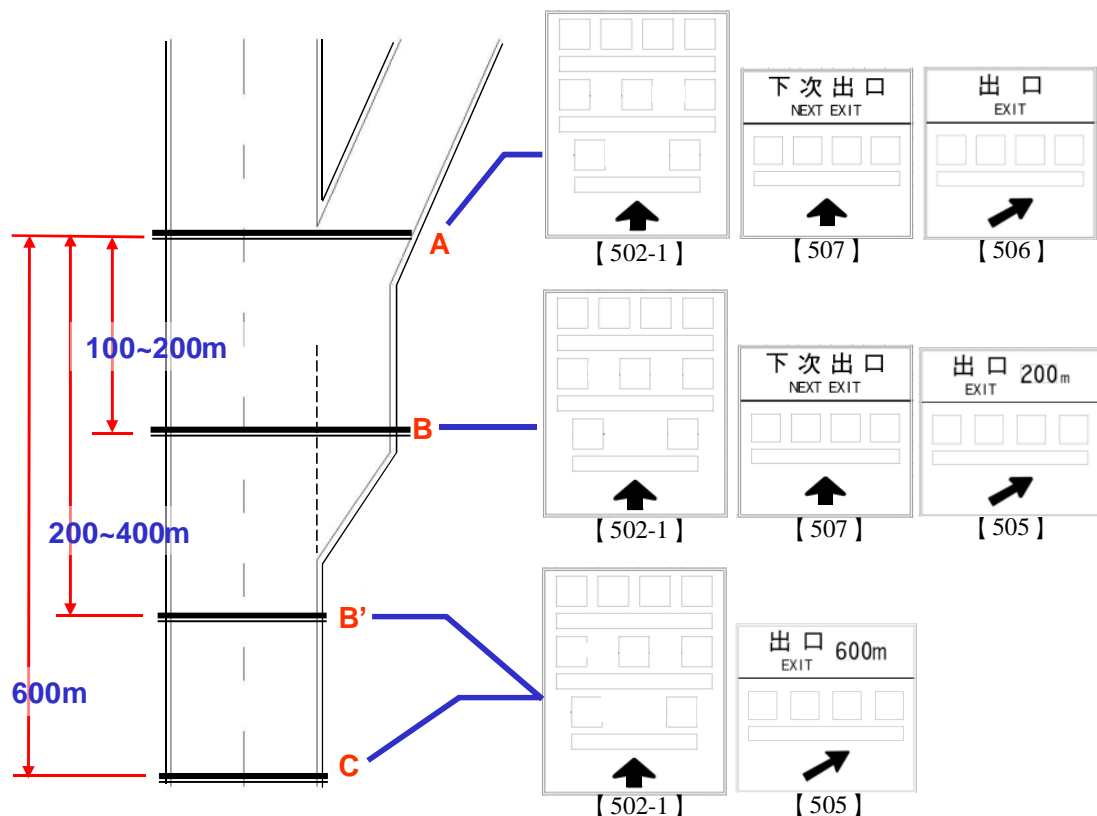 A
100~200m
B
200~400m
B’
600m
C
【 502-1 】
下次出口
NEXT EXIT
【 507 】
出 口
EXIT
【 506 】
【 502-1 】
下次出口
NEXT EXIT
【 507 】
出 口 200m
EXIT
【 505 】
【 502-1 】
出 口 600m
EXIT
【 505 】